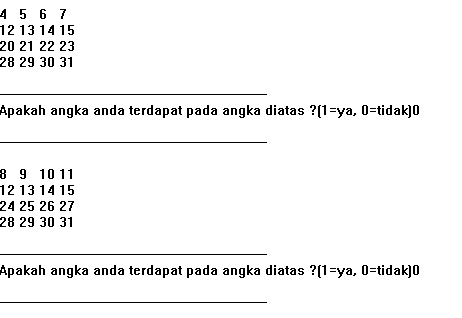 4 5 6 7
12 13 14 15
20 21 22 23
28 29 30 31
Apakah angka anda terdapat pada angka diatas ?(1=ya, 0=tidak)0
8 9 10 11
12 13 14 15
24 25 26 27
28 29 30 31
Apakah angka anda terdapat pada angka diatas ?(1=ya, 0=tidak)0